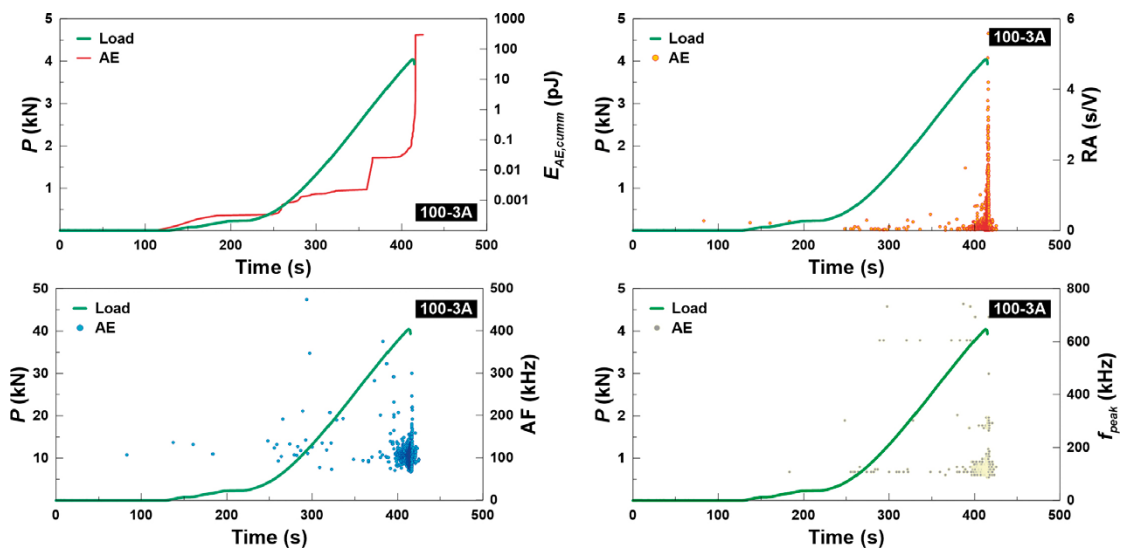 5
4
3
2
1
P (kN)
Load
AE
1000
100
10
1
0.1
0.01
0.001
E_AE,cumm (pJ)
100-3A
0 100 200 300 400 500
Time (s)
5
4
3
2
1
P (kN)
Load
AE
100-3A
6
4
2
0
RA (s/V)
0 100 200 300 400 500
Time (s)
50
40
30
20
10
P (kN)
Load
AE
100-3A
500
400
300
200
100
0
AF (kHz)
0 100 200 300 400 500
Time (s)
5
4
3
2
1
P (kN)
Load
AE
100-3A
800
600
400
200
0
f_peak (kHz)
0 100 200 300 400 500
Time (s)